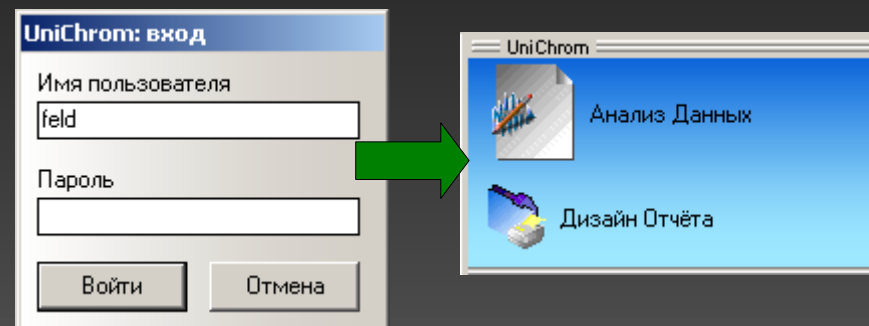 UniChrom: вход
Имя пользователя
feld
Пароль
Войти
Отмена
UniChrom
Анализ Данных
Дизайн Отчёта